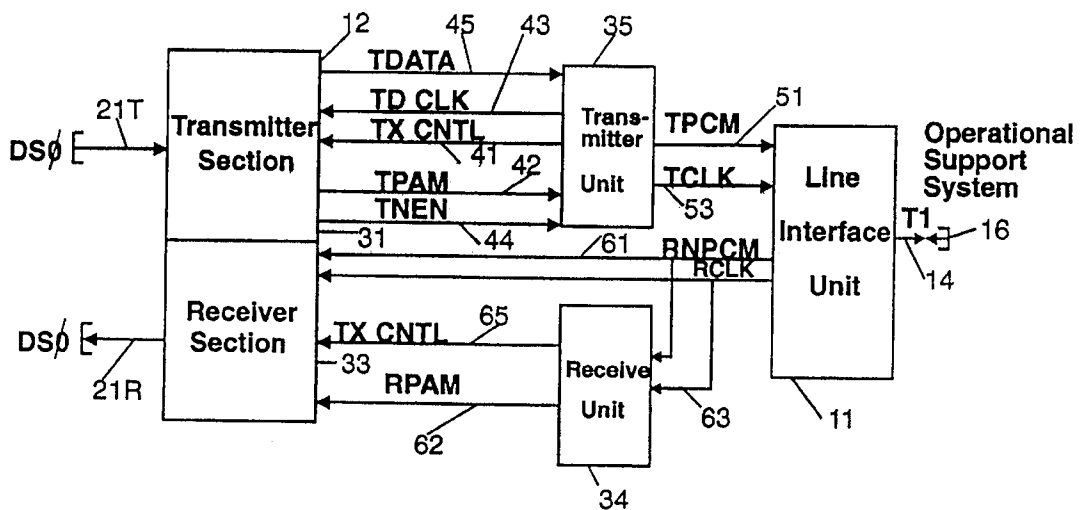 12
45
43
35
TDATA
21T
TD CLK
51
Trans-
mitter
Unit
TPCM
Operational
Support
System
DSø
Transmitter
Section
TX CNTL
41
42
TPAM
TCLK
53
Line
Interface
Unit
T1
16
14
TNEN
44
31
61
RNPCM
RCLK
DSø
21R
Receiver
Section
TX CNTL
65
33
Receive
Unit
RPAM
62
63
11
34